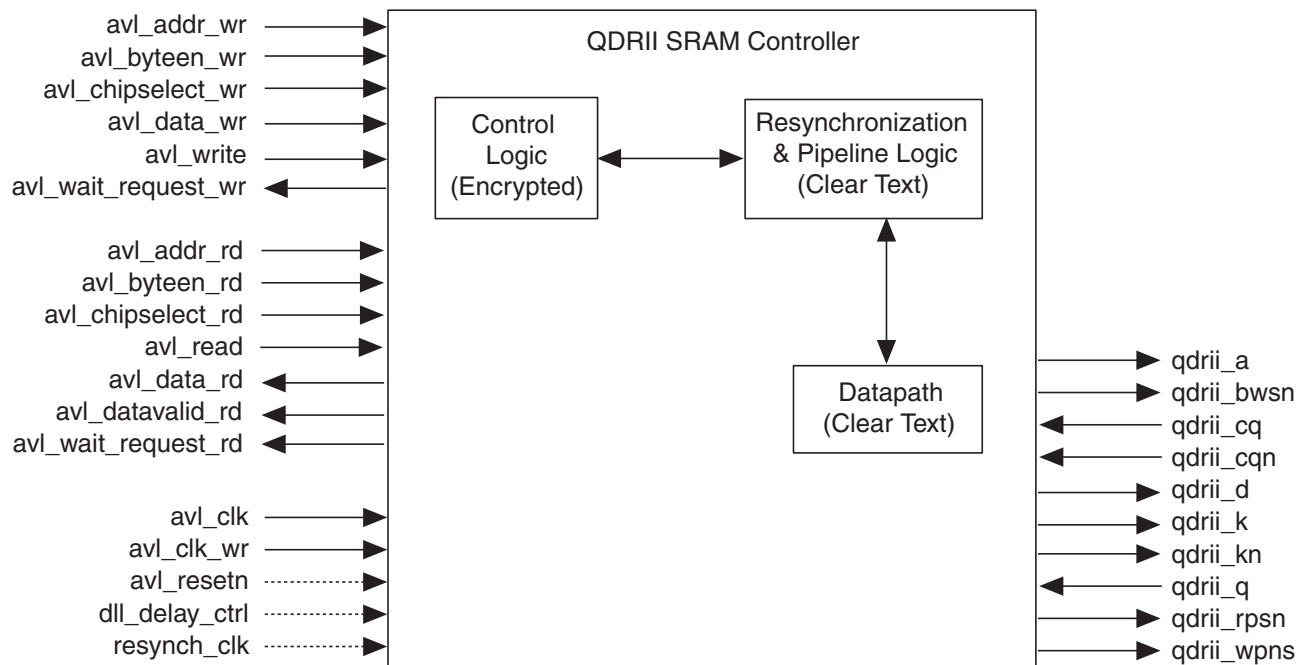 avl_addr_wr
avl_byteen_wr
avl_chipselect_wr
avl_data_wr
avl_write
avl_wait_request_wr
avl_addr_rd
avl_byteen_rd
avl_chipselect_rd
avl_read
avl_data_rd
avl_datavalid_rd
avl_wait_request_rd
avl_clk
avl_clk_wr
avl_resetn
dll_delay_ctrl
resynch_clk
QDRII SRAM Controller
Control
Logic
(Encrypted)
Resynchronization
& Pipeline Logic
(Clear Text)
Datapath
(Clear Text)
qdrii_a
qdrii_bwsn
qdrii_cq
qdrii_cqn
qdrii_d
qdrii_k
qdrii_kn
qdrii_q
qdrii_rpsn
qdrii_wpns